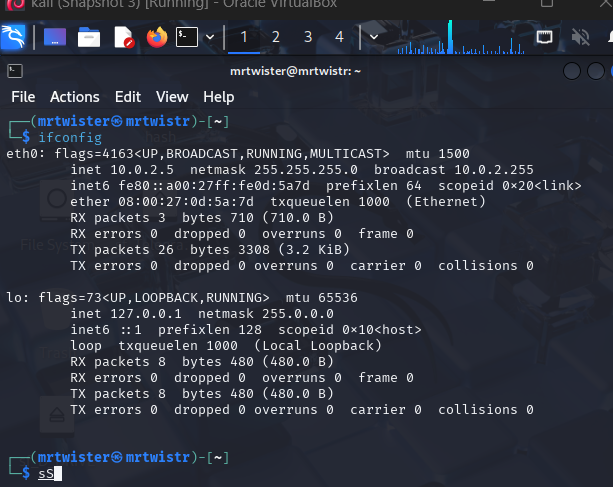 kali (Snapshot 3) [Running] - Oracle VirtualBox
1 2 3 4
mrtwister@mrtwistr: ~
File Actions Edit View Help
┌──(mrtwister㉿mrtwistr)-[~]
└─$ ifconfig
eth0: flags=4163<UP,BROADCAST,RUNNING,MULTICAST>  mtu 1500
        inet 10.0.2.5  netmask 255.255.255.0  broadcast 10.0.2.255
        inet6 fe80::a00:27ff:fe0d:5a7d  prefixlen 64  scopeid 0×20<link>
        ether 08:00:27:0d:5a:7d  txqueuelen 1000  (Ethernet)
        RX packets 3  bytes 710 (710.0 B)
        RX errors 0  dropped 0  overruns 0  frame 0
        TX packets 26  bytes 3308 (3.2 KiB)
        TX errors 0  dropped 0 overruns 0  carrier 0  collisions 0
lo: flags=73<UP,LOOPBACK,RUNNING>  mtu 65536
        inet 127.0.0.1  netmask 255.0.0.0
        inet6 ::1  prefixlen 128  scopeid 0×10<host>
        loop  txqueuelen 1000  (Local Loopback)
        RX packets 8  bytes 480 (480.0 B)
        RX errors 0  dropped 0  overruns 0  frame 0
        TX packets 8  bytes 480 (480.0 B)
        TX errors 0  dropped 0 overruns 0  carrier 0  collisions 0
┌──(mrtwister㉿mrtwistr)-[~]
└─$ sS